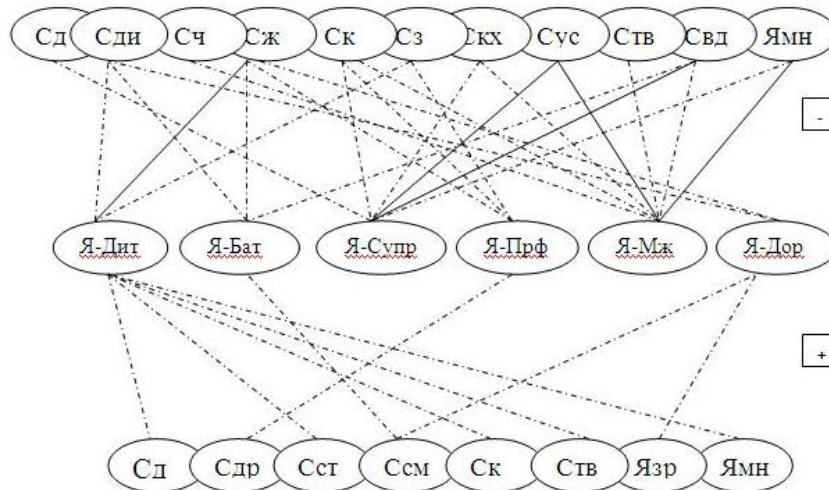 Сд Сди Сч Сж Ск Сз Скх Сус Ств Свд Ямн
-
Я-Дит Я-Бат Я-Супр Я-Прф Я-Мж Я-Дор
+
Сд Сдр Сст Ссм Ск Ств Язр Ямн